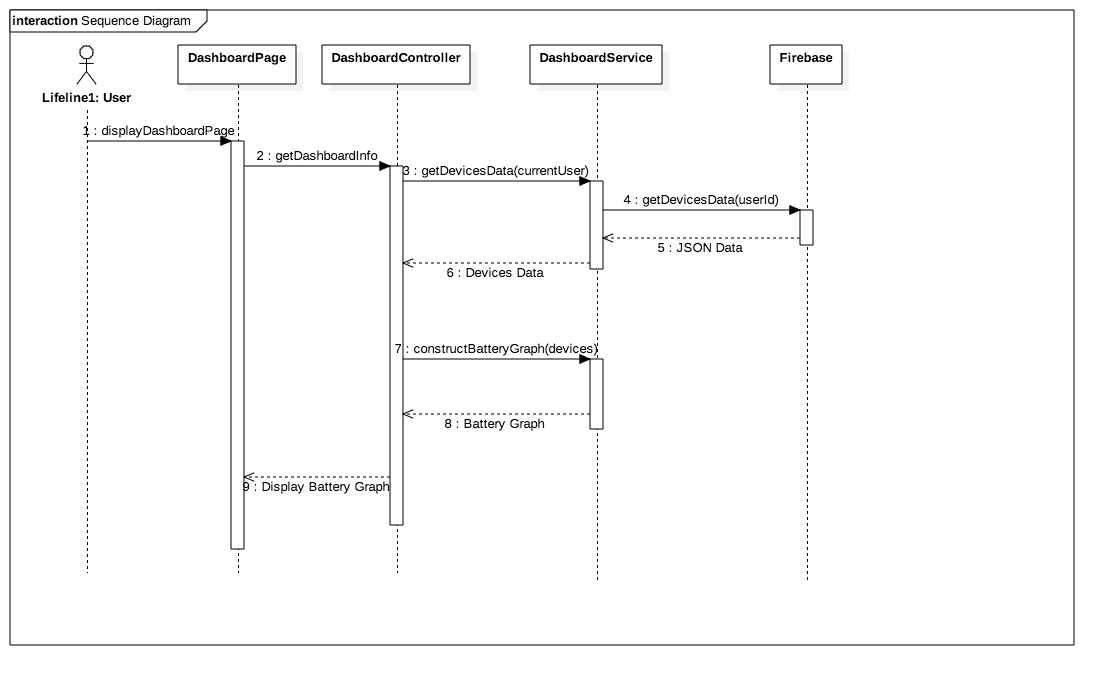 interaction Sequence Diagram
Lifeline1: User
DashboardPage
DashboardController
DashboardService
Firebase
1 : displayDashboardPage
2 : getDashboardInfo
3 : getDevicesData(currentUser)
4 : getDevicesData(userId)
5 : JSON Data
6 : Devices Data
7 : constructBatteryGraph(devices)
8 : Battery Graph
9 : Display Battery Graph